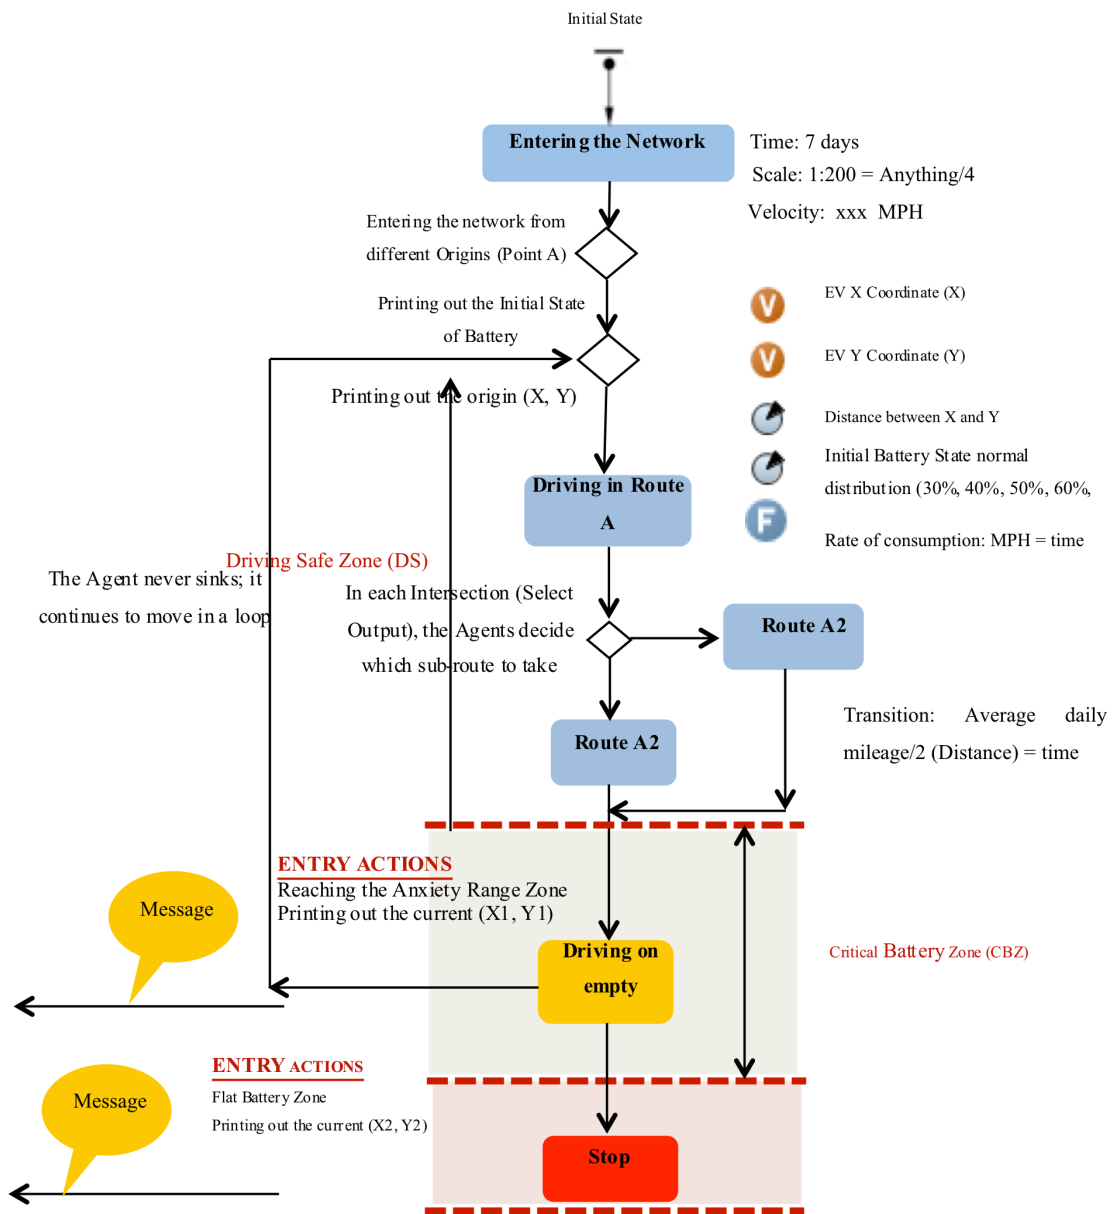 Initial State
Entering the Network
Time: 7 days
Scale: 1:200 = Anything/4
Velocity: xxx MPH
Entering the network from
different Origins (Point A)
Printing out the Initial State
of Battery
Printing out the origin (X, Y)
V
EV X Coordinate (X)
V
EV Y Coordinate (Y)
Distance between X and Y
Initial Battery State normal
distribution (30%, 40%, 50%, 60%,
F
Rate of consumption: MPH = time
Driving in Route
A
Driving Safe Zone (DS)
The Agent never sinks; it
continues to move in a loop
In each Intersection (Select
Output), the Agents decide
which sub-route to take
Route A2
Route A2
Transition: Average daily
mileage/2 (Distance) = time
ENTRY ACTIONS
Reaching the Anxiety Range Zone
Printing out the current (X1, Y1)
Message
Driving on
empty
Critical Battery Zone (CBZ)
ENTRY ACTIONS
Flat Battery Zone
Printing out the current (X2, Y2)
Message
Stop